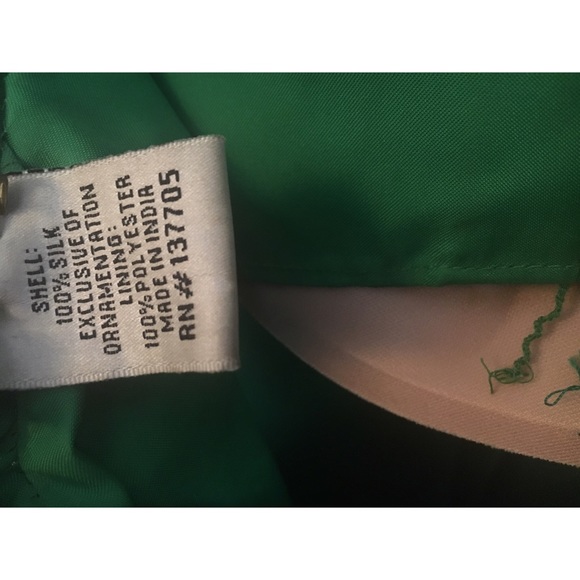 SHELL:
100% SILK
EXCLUSIVE OF
ORNAMENTATION
LINING:
100% POLYESTER
MADE IN INDIA
RN# 137705